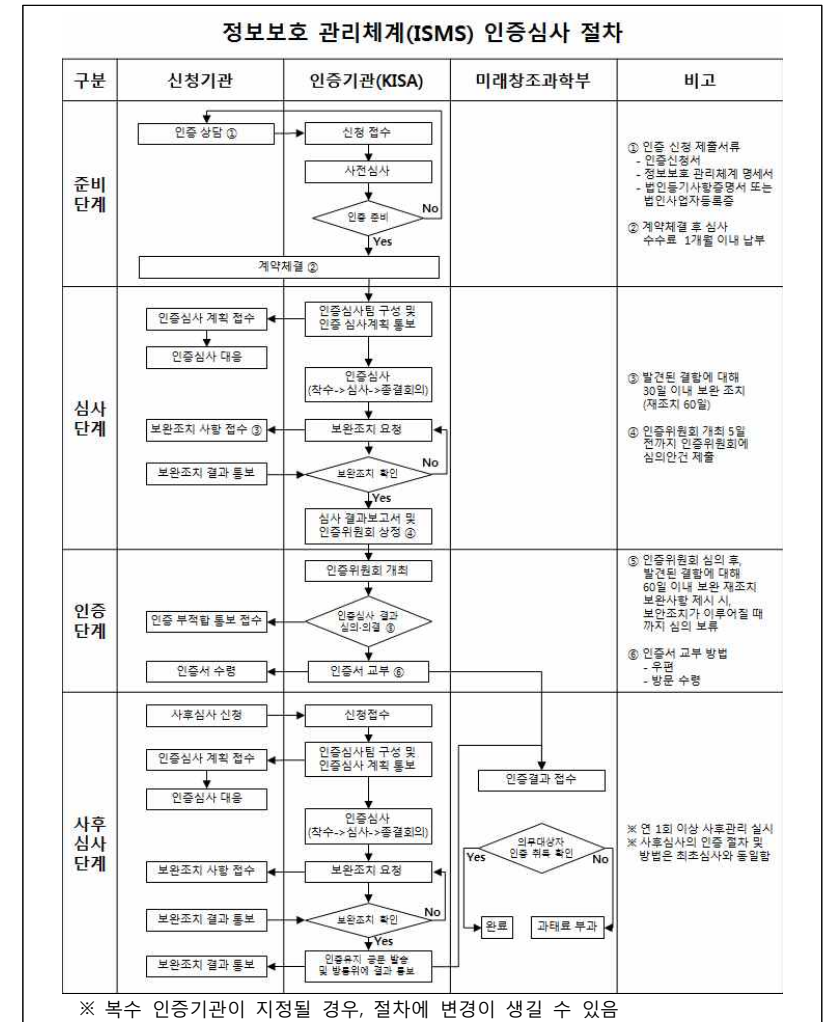 정보보호 관리체계(ISMS) 인증심사 절차
구분
신청기관
인증기관(KISA)
미래창조과학부
비고
준비
단계
인증 상담 ①
신청 접수
사전심사
인증 준비
No
Yes
계약체결 ②
① 인증 신청 제출서류
- 인증신청서
- 정보보호 관리체계 명세서
- 법인등기사항증명서 또는
법인사업자등록증
② 계약체결 후 심사
수수료 1개월 이내 납부
심사
단계
인증심사팀 구성 및
인증 심사계획 통보
인증심사 계획 접수
인증심사 대응
인증심사
(착수->심사->종결회의)
보완조치 요청
보완조치 사항 접수 ③
보완조치 결과 통보
보완조치 확인
No
Yes
심사 결과보고서 및
인증위원회 상정 ④
③ 발견된 결함에 대해
30일 이내 보완 조치
(재조치 60일)
④ 인증위원회 개최 5일
전까지 인증위원회에
심의안건 제출
인증
단계
인증위원회 개최
인증심사 결과
심의·의결 ⑤
인증 부적합 통보 접수
인증서 교부 ⑥
인증서 수령
⑤ 인증위원회 심의 후,
발견된 결함에 대해
60일 이내 보완 재조치
보완사항 제시 시,
보안조치가 이루어질 때
까지 심의 보류
⑥ 인증서 교부 방법
- 우편
- 방문 수령
사후
심사
단계
사후심사 신청
신청접수
인증심사팀 구성 및
인증심사 계획 통보
인증심사 계획 접수
인증심사 대응
인증심사
(착수->심사->종결회의)
보완조치 요청
보완조치 사항 접수
보완조치 결과 통보
보완조치 확인
No
Yes
인증유지 공문 발송
및 방통위에 결과 통보
보완조치 결과 통보
인증결과 접수
의무대상자
인증 취득 확인
Yes
No
완료
과태료 부과
※ 연 1회 이상 사후관리 실시
※ 사후심사의 인증 절차 및
방법은 최초심사와 동일함
※ 복수 인증기관이 지정될 경우, 절차에 변경이 생길 수 있음